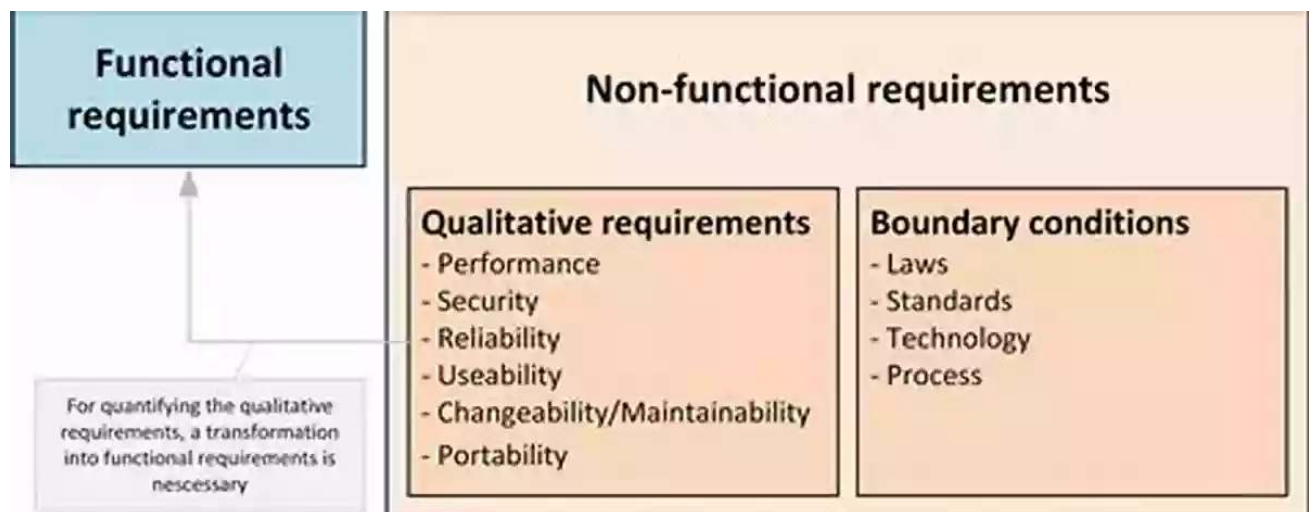 Functional
requirements
Non-functional requirements
Qualitative requirements
- Performance
- Security
- Reliability
- Useability
- Changeability/Maintainability
- Portability
Boundary conditions
- Laws
- Standards
- Technology
- Process
For quantifying the qualitative
requirements, a transformation
into functional requirements is
nescessary